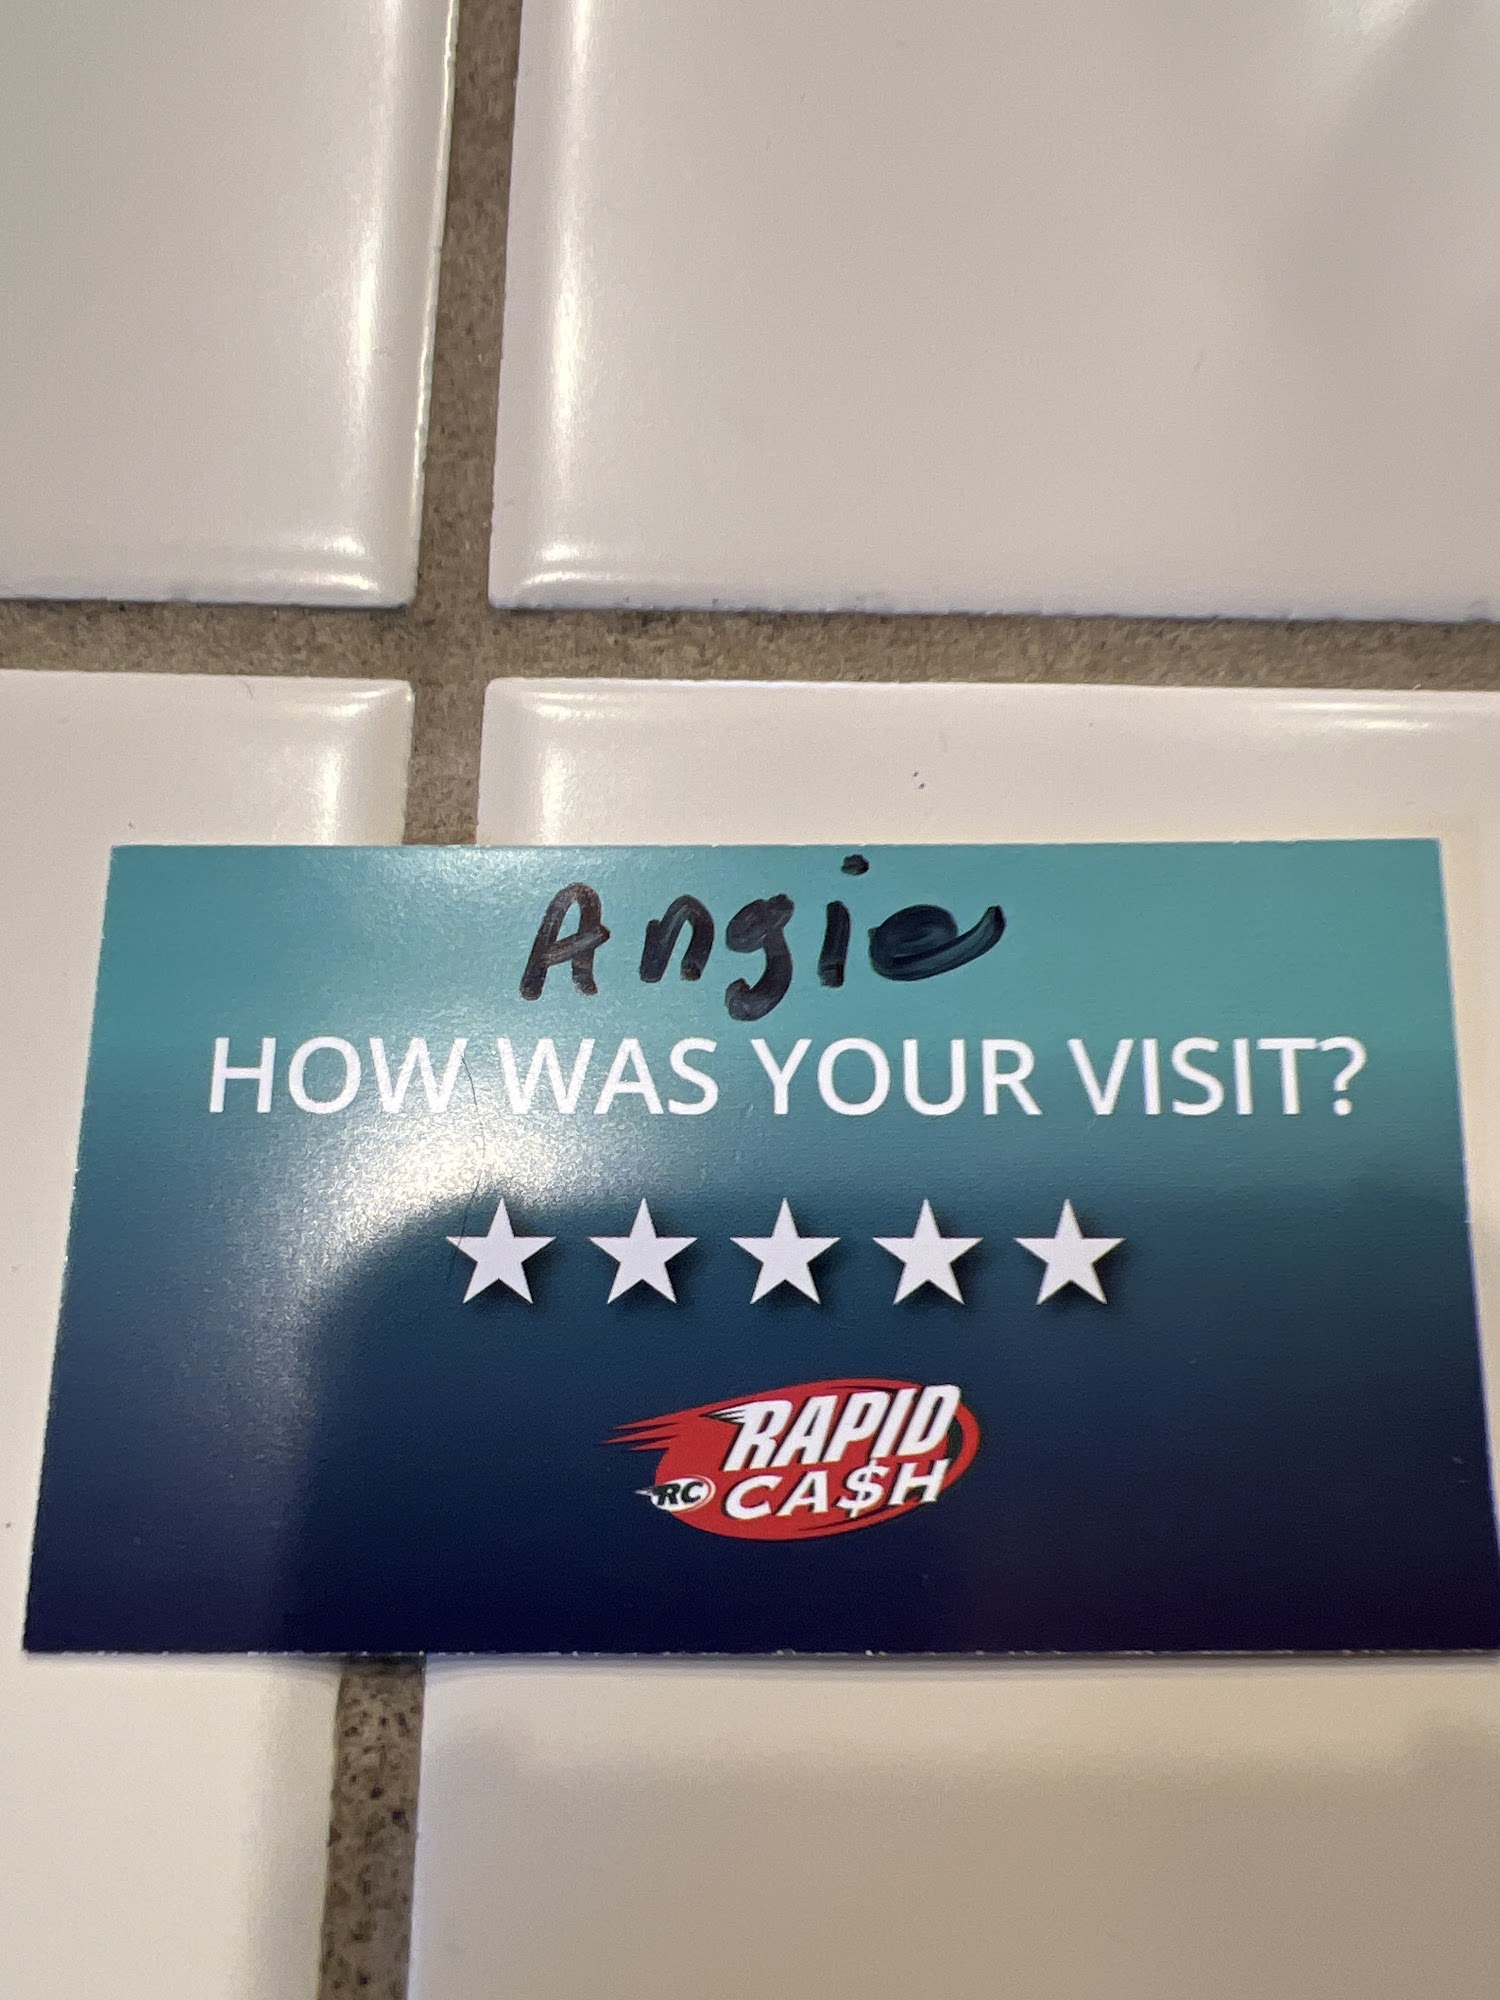 Angie
HOW WAS YOUR VISIT?
RAPID
RC CA$H